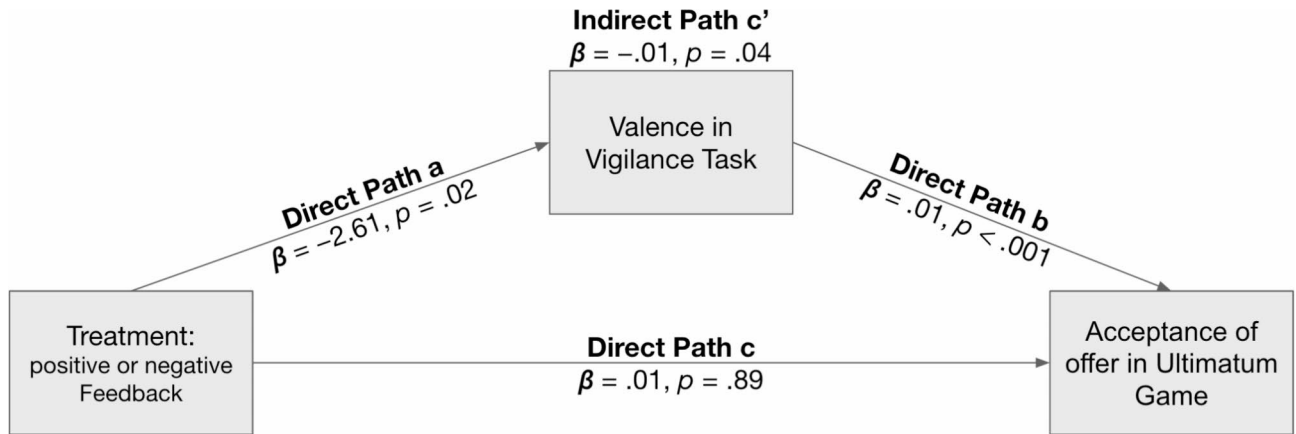 Indirect Path c’
β = −.01, p = .04
Valence in
Vigilance Task
Direct Path a
β = −2.61, p = .02
Direct Path b
β = .01, p < .001
Treatment:
positive or negative
Feedback
Direct Path c
β = .01, p = .89
Acceptance of
offer in Ultimatum
Game